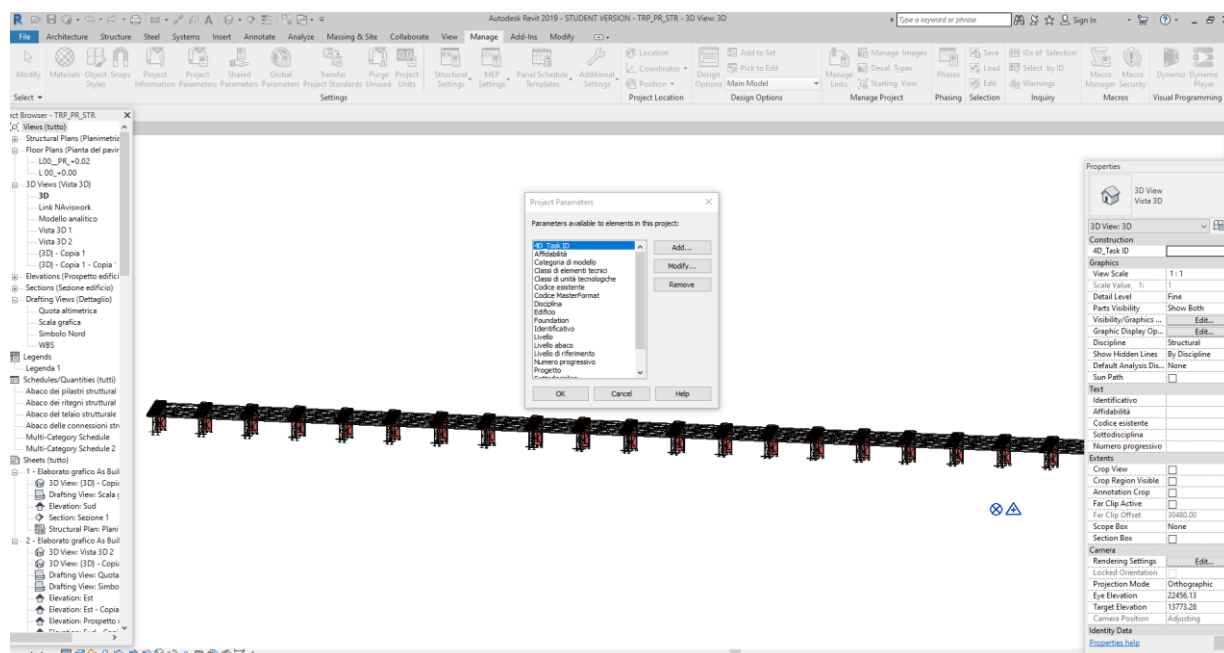 Autodesk Revit 2019 - STUDENT VERSION - TRP_PR_STR - 3D View: 3D
Type a keyword or phrase
Sign In
File Architecture Structure Steel Systems Insert Annotate Analyze Massing & Site Collaborate View Manage Add-Ins Modify
Modify
Materials
Object Styles
Snaps
Project Information
Project Parameters
Shared Parameters
Global Parameters
Transfer Project Standards
Purge Unused
Project Units
Structural Settings
MEP Settings
Panel Schedule Templates
Additional Settings
Location
Coordinates
Position
Design Options
Add to Set
Pick to Edit
Main Model
Manage Links
Manage Images
Decal Types
Starting View
Phases
Save
Load
Edit
IDs of Selection
Select by ID
Warnings
Macro Manager
Macro Security
Dynamo
Dynamo Player
Select
Settings
Project Location
Design Options
Manage Project
Phasing
Selection
Inquiry
Macros
Visual Programming
ect Browser - TRP_PR_STR
Views (tutto)
Structural Plans (Planimetria
Floor Plans (Pianta del pavir
L00__PR_+0.02
L 00_+0.00
3D Views (Vista 3D)
3D
Link NAviswork
Modello analitico
Vista 3D 1
Vista 3D 2
{3D} - Copia 1
{3D} - Copia 1 - Copia
Elevations (Prospetto edifici
Sections (Sezione edificio)
Drafting Views (Dettaglio)
Quota altimetrica
Scala grafica
Simbolo Nord
WBS
Legends
Legenda 1
Schedules/Quantities (tutti)
Abaco dei pilastri struttural
Abaco dei ritegni struttural
Abaco del telaio strutturale
Abaco delle connessioni stru
Multi-Category Schedule
Multi-Category Schedule 2
Sheets (tutto)
1 - Elaborato grafico As Buil
3D View: {3D} - Copia
Drafting View: Scala g
Elevation: Sud
Section: Sezione 1
Structural Plan: Plani
2 - Elaborato grafico As Buil
3D View: Vista 3D 2
3D View: {3D} - Copia
Drafting View: Quota
Drafting View: Simbo
Elevation: Est
Elevation: Est - Copia
Elevation: Prospetto
Project Parameters
Parameters available to elements in this project:
4D_Task ID
Affidabilità
Categoria di modello
Classi di elementi tecnici
Classi di unità tecnologiche
Codice esistente
Codice MasterFormat
Disciplina
Edificio
Foundation
Identificativo
Livello
Livello abaco
Livello di riferimento
Numero progressivo
Progetto
Add...
Modify...
Remove
OK
Cancel
Help
Properties
3D View
Vista 3D
3D View: 3D
Construction
4D_Task ID
Graphics
View Scale 1 : 1
Scale Value 1: 1
Detail Level Fine
Parts Visibility Show Both
Visibility/Graphics ... Edit...
Graphic Display Op... Edit...
Discipline Structural
Show Hidden Lines By Discipline
Default Analysis Dis... None
Sun Path
Text
Identificativo
Affidabilità
Codice esistente
Sottodisciplina
Numero progressivo
Extents
Crop View
Crop Region Visible
Annotation Crop
Far Clip Active
Far Clip Offset 30480.00
Scope Box None
Section Box
Camera
Rendering Settings Edit...
Locked Orientation
Projection Mode Orthographic
Eye Elevation 22456.13
Target Elevation 13773.28
Camera Position Adjusting
Identity Data
Properties help